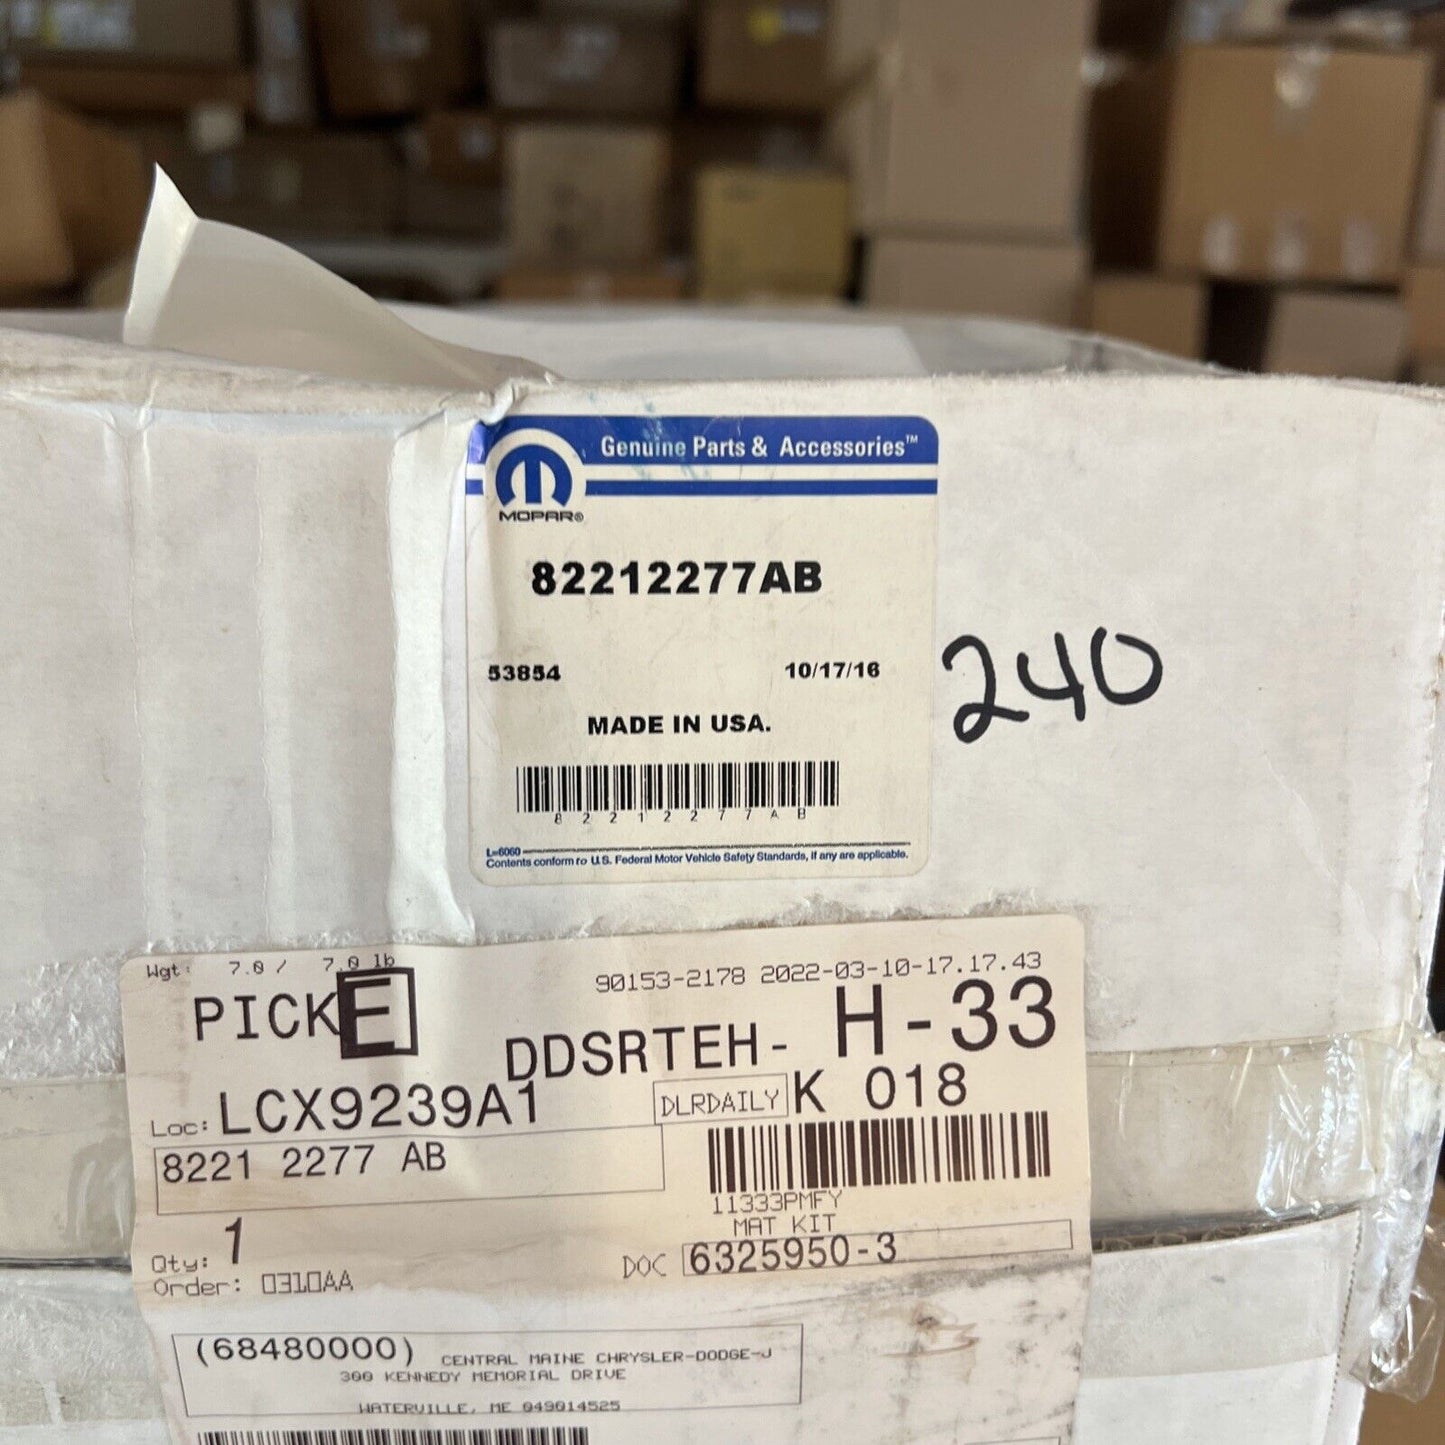 Genuine Parts & Accessories™
MOPAR®
82212277AB
53854 10/17/16
MADE IN USA.
82212277AB
L-6060
Contents conform to U.S. Federal Motor Vehicle Safety Standards, if any are applicable.
240
Wgt: 7.0 / 7.0 lb
90153-2178 2022-03-10-17.17.43
PICK E
DDSRTEH- H-33
Loc: LCX9239A1
DLRDAILY K 018
8221 2277 AB
11333PMFY
MAT KIT
Qty: 1
DOC 6325950-3
Order: 0310AA
(68480000) CENTRAL MAINE CHRYSLER-DODGE-J
300 KENNEDY MEMORIAL DRIVE
WATERVILLE, ME 049014525